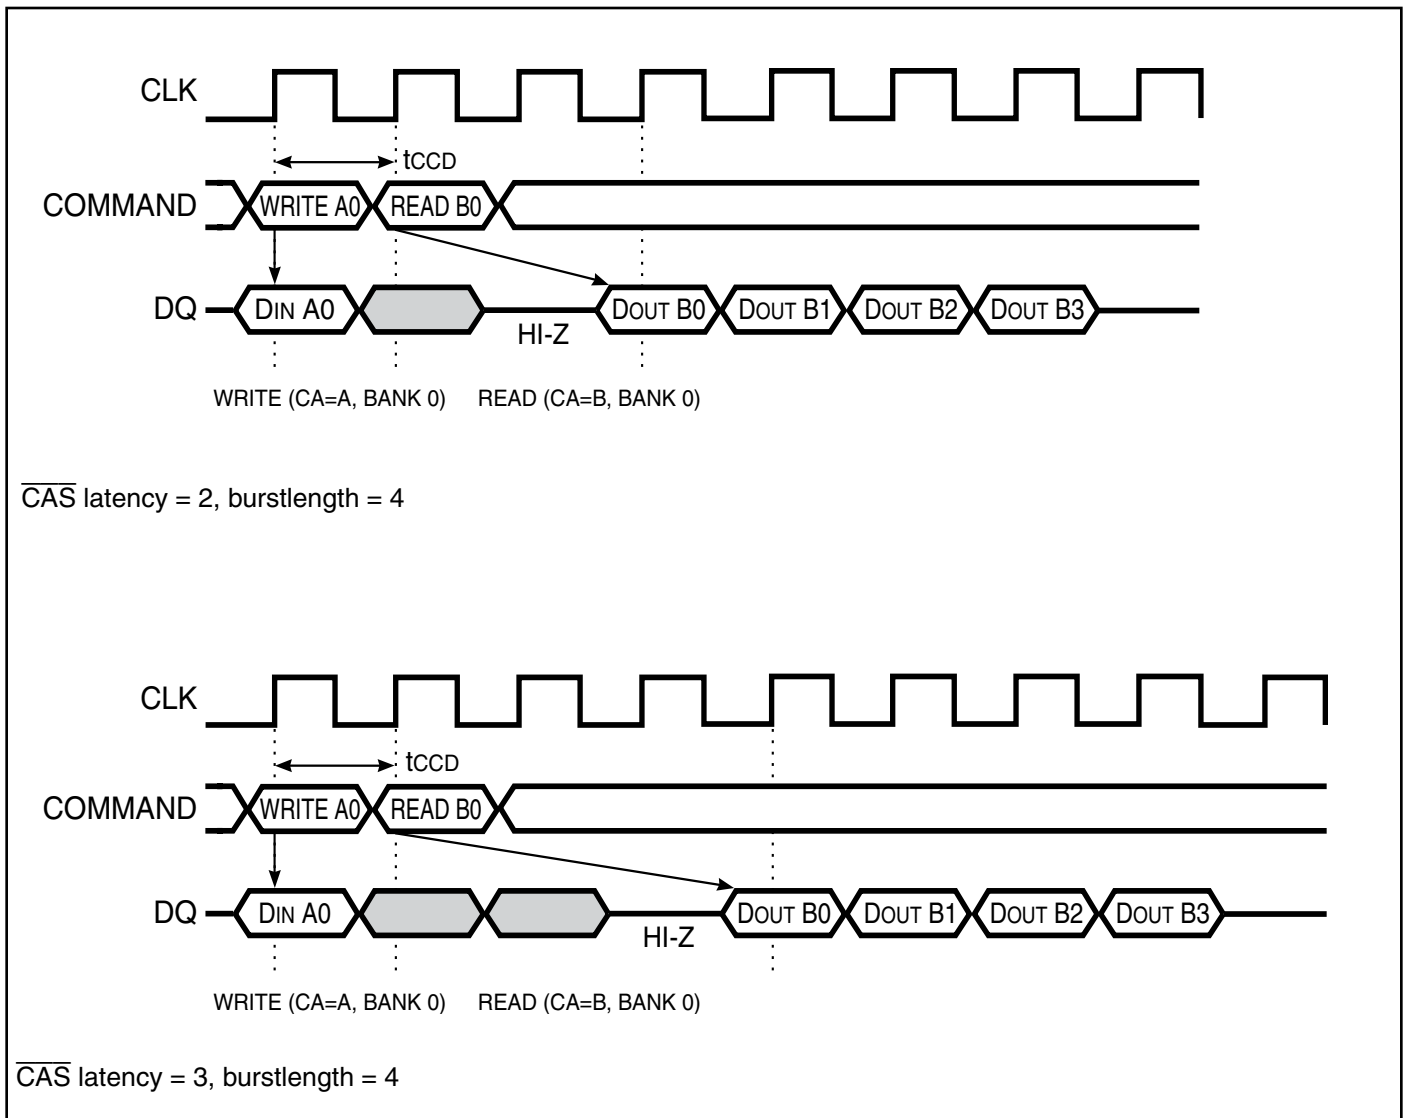 CLK
tCCD
COMMAND WRITE A0 READ B0
DQ DIN A0 DOUT B0 DOUT B1 DOUT B2 DOUT B3
HI-Z
WRITE (CA=A, BANK 0) READ (CA=B, BANK 0)
C̅A̅S̅ latency = 2, burstlength = 4
CLK
tCCD
COMMAND WRITE A0 READ B0
DQ DIN A0 DOUT B0 DOUT B1 DOUT B2 DOUT B3
HI-Z
WRITE (CA=A, BANK 0) READ (CA=B, BANK 0)
C̅A̅S̅ latency = 3, burstlength = 4